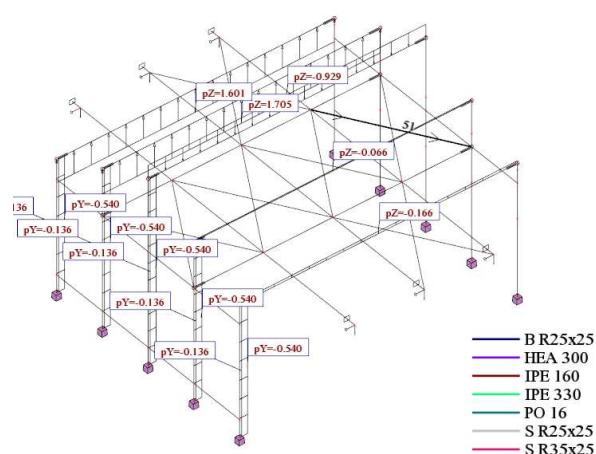 pZ=-0.929
pZ=1.601
pZ=1.705
51
pZ=-0.066
136
pY=-0.540
pZ=-0.166
pY=-0.136
pY=-0.540
pY=-0.136
pY=-0.540
pY=-0.136
pY=-0.540
pY=-0.136
pY=-0.540
B R25x25
HEA 300
IPE 160
IPE 330
PO 16
S R25x25
S R35x25